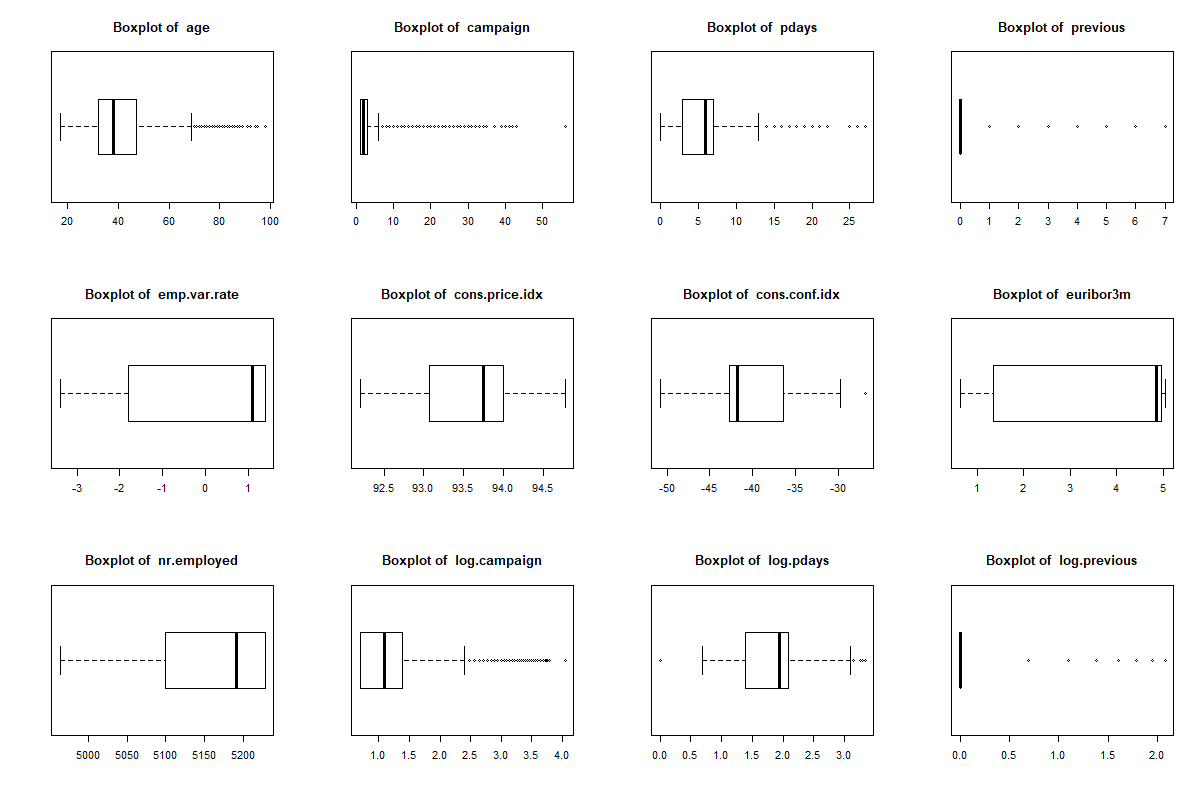 Boxplot of  age
Boxplot of  campaign
Boxplot of  pdays
Boxplot of  previous
20 40 60 80 100
0 10 20 30 40 50
0 5 10 15 20 25
0 1 2 3 4 5 6 7
Boxplot of  emp.var.rate
Boxplot of  cons.price.idx
Boxplot of  cons.conf.idx
Boxplot of  euribor3m
-3 -2 -1 0 1
92.5 93.0 93.5 94.0 94.5
-50 -45 -40 -35 -30
1 2 3 4 5
Boxplot of  nr.employed
Boxplot of  log.campaign
Boxplot of  log.pdays
Boxplot of  log.previous
5000 5050 5100 5150 5200
1.0 1.5 2.0 2.5 3.0 3.5 4.0
0.0 0.5 1.0 1.5 2.0 2.5 3.0
0.0 0.5 1.0 1.5 2.0